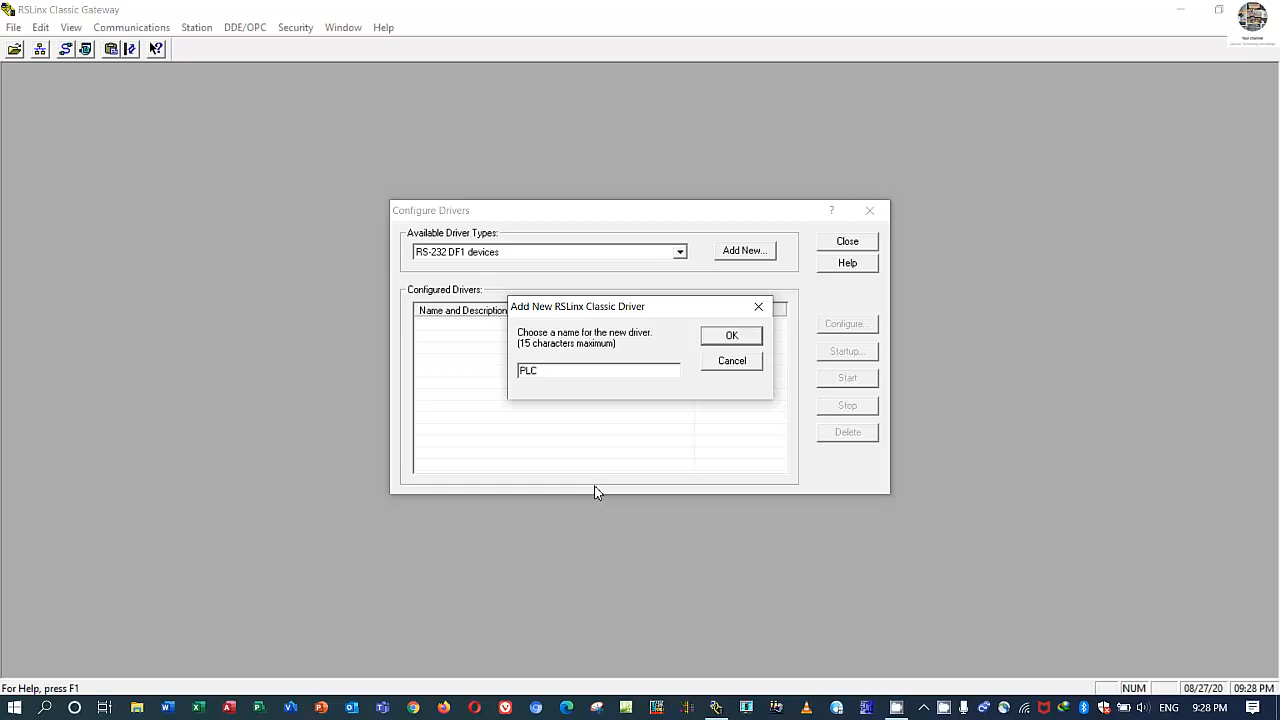 RSLinx Classic Gateway
File Edit View Communications Station DDE/OPC Security Window Help
Your channel
Configure Drivers
?
Available Driver Types:
RS-232 DF1 devices
Add New...
Close
Help
Configured Drivers:
Name and Description
Add New RSLinx Classic Driver
Choose a name for the new driver.
(15 characters maximum)
OK
Cancel
PLC
Configure...
Startup...
Start
Stop
Delete
For Help, press F1
NUM
08/27/20
09:28 PM
9:28 PM